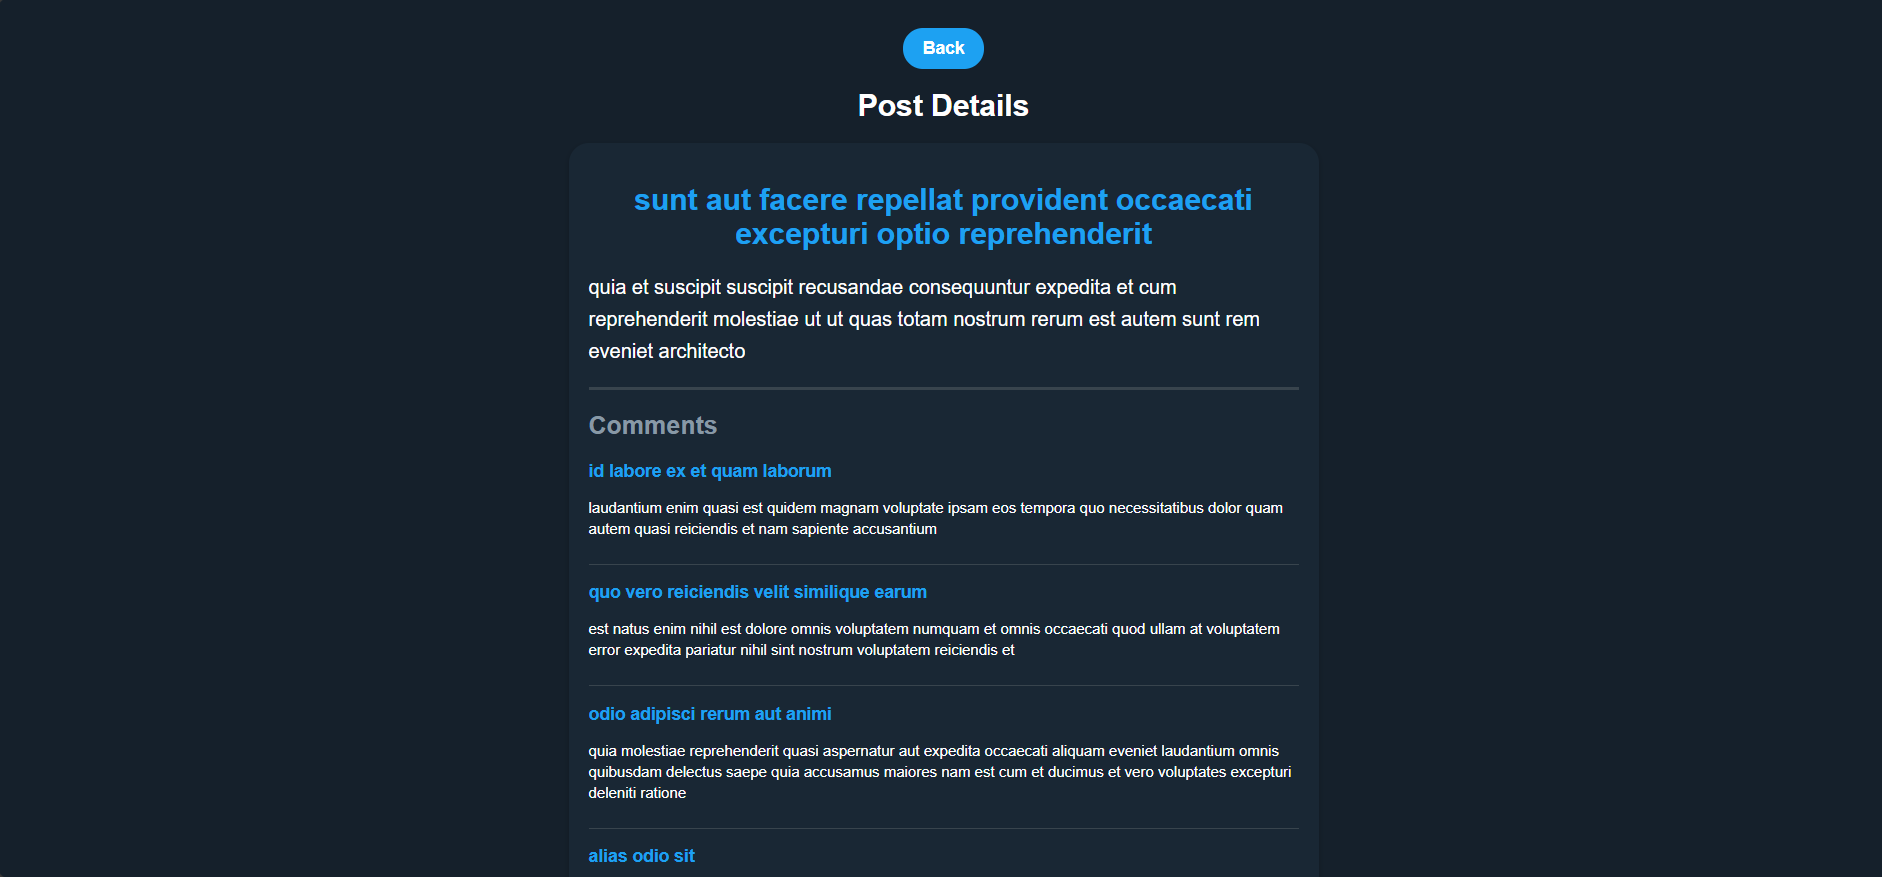 Back
Post Details
sunt aut facere repellat provident occaecati
excepturi optio reprehenderit
quia et suscipit suscipit recusandae consequuntur expedita et cum
reprehenderit molestiae ut ut quas totam nostrum rerum est autem sunt rem
eveniet architecto
Comments
id labore ex et quam laborum
laudantium enim quasi est quidem magnam voluptate ipsam eos tempora quo necessitatibus dolor quam
autem quasi reiciendis et nam sapiente accusantium
quo vero reiciendis velit similique earum
est natus enim nihil est dolore omnis voluptatem numquam et omnis occaecati quod ullam at voluptatem
error expedita pariatur nihil sint nostrum voluptatem reiciendis et
odio adipisci rerum aut animi
quia molestiae reprehenderit quasi aspernatur aut expedita occaecati aliquam eveniet laudantium omnis
quibusdam delectus saepe quia accusamus maiores nam est cum et ducimus et vero voluptates excepturi
deleniti ratione
alias odio sit